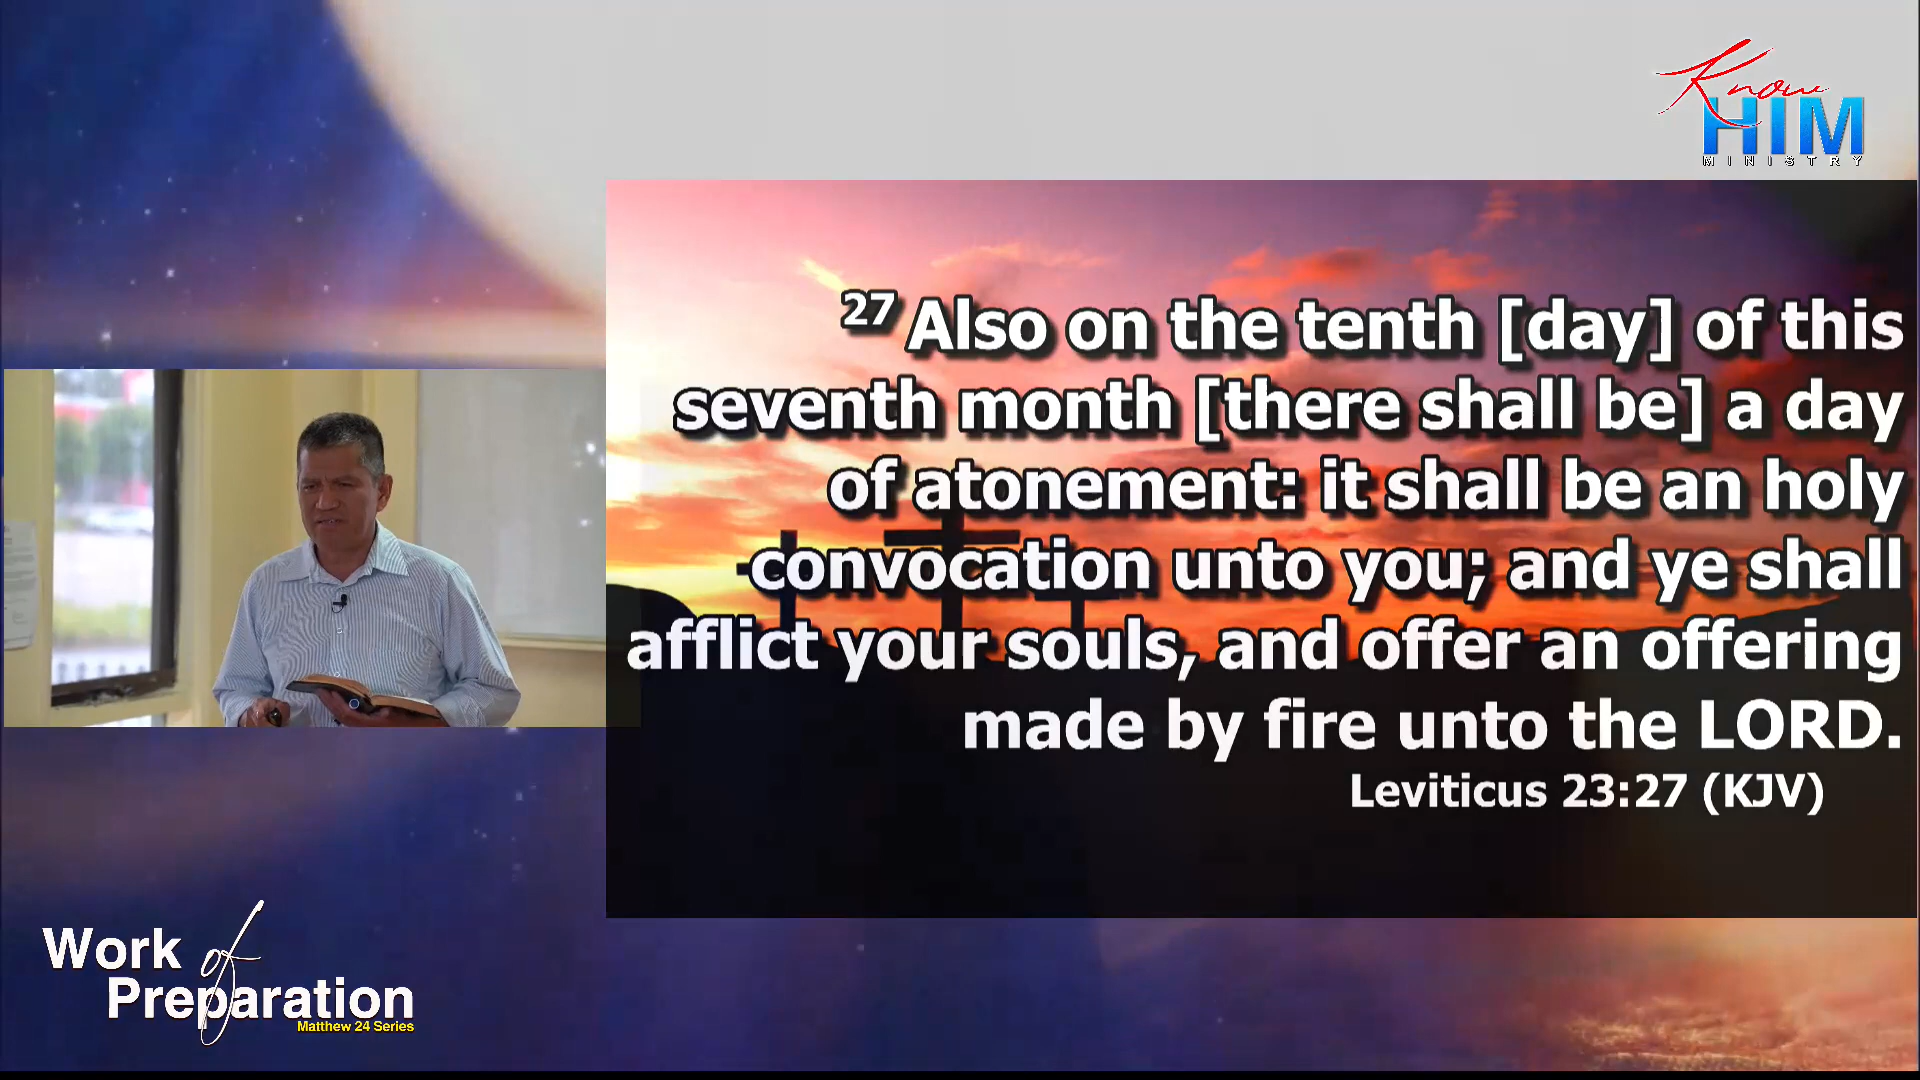 Know
HIM
MINISTRY
27 Also on the tenth [day] of this
seventh month [there shall be] a day
of atonement: it shall be an holy
convocation unto you; and ye shall
afflict your souls, and offer an offering
made by fire unto the LORD.
Leviticus 23:27 (KJV)
Work of
Preparation
Matthew 24 Series